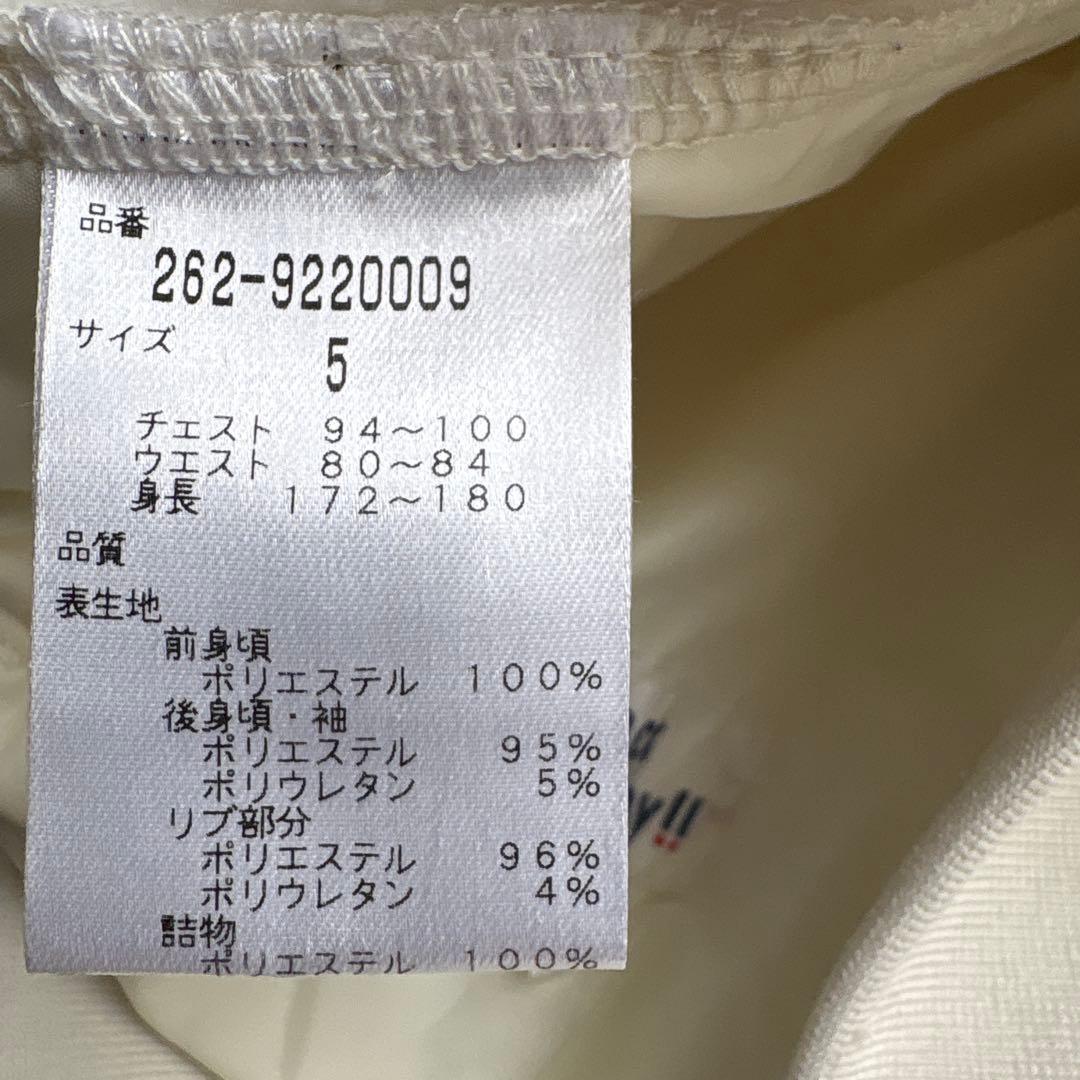 品番
262-9220009
サイズ
5
チェスト 94～100
ウエスト 80～84
身長 172～180
品質
表生地
前身頃
ポリエステル 100%
後身頃・袖
ポリエステル 95%
ポリウレタン 5%
リブ部分
ポリエステル 96%
ポリウレタン 4%
詰物
ポリエステル 100%